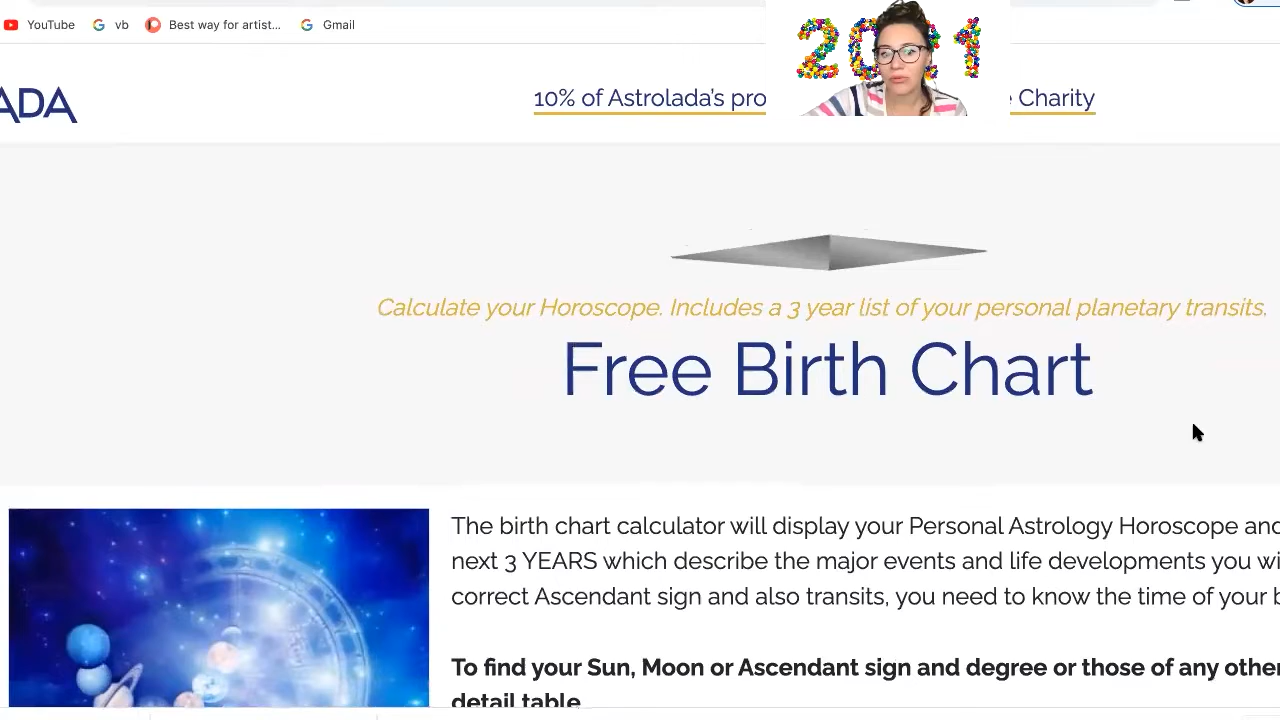 YouTube
vb
Best way for artist...
Gmail
2021
ADA
10% of Astrolada's pro
e Charity
Calculate your Horoscope. Includes a 3 year list of your personal planetary transits.
Free Birth Chart
The birth chart calculator will display your Personal Astrology Horoscope and
next 3 YEARS which describe the major events and life developments you wi
correct Ascendant sign and also transits, you need to know the time of your b
To find your Sun, Moon or Ascendant sign and degree or those of any other
detail table